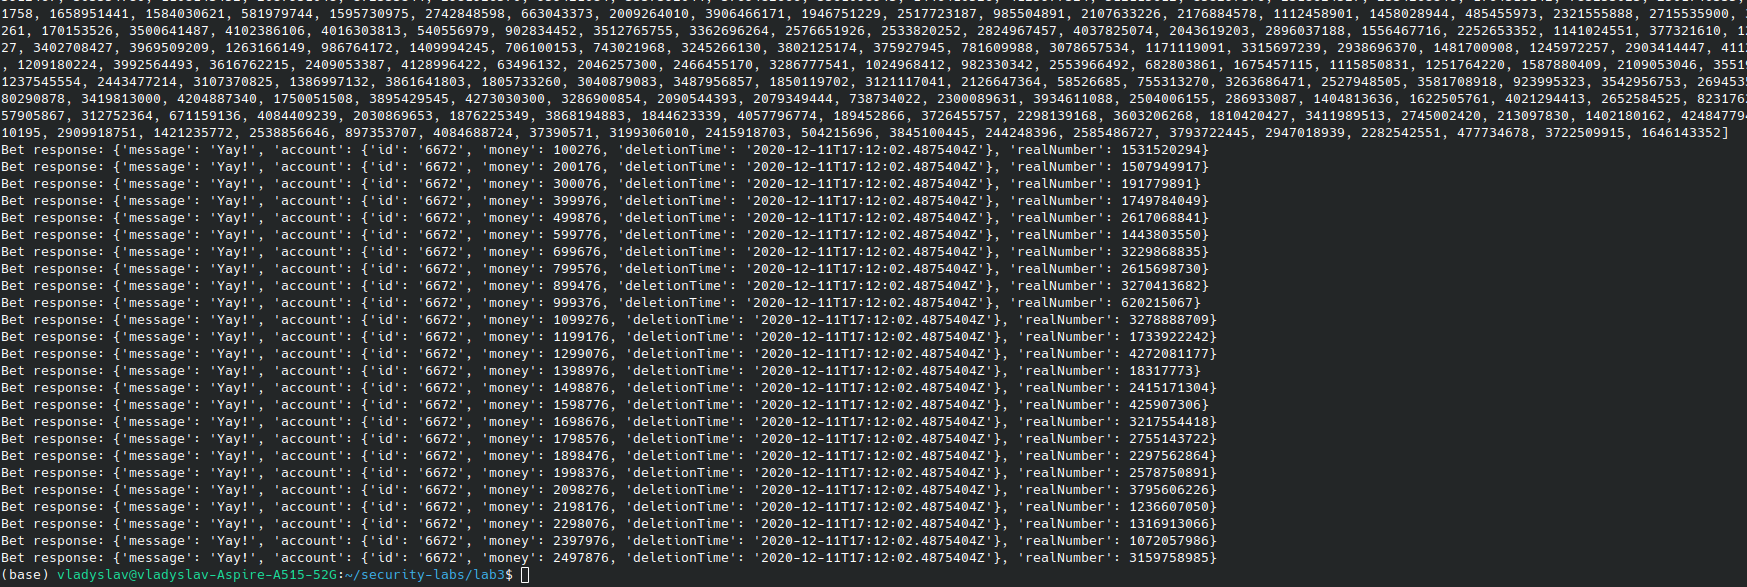 1758, 1658951441, 1584030621, 581979744, 1595730975, 2742848598, 663043373, 2009264010, 3906466171, 1946751229, 2517723187, 985504891, 2107633226, 2176884578, 1112458901, 1458028944, 485455973, 2321555888, 2715535900,
261, 170153526, 3500641487, 4102386106, 4016303813, 540556979, 902834452, 3512765755, 3362696264, 2576651926, 2533820252, 2824967457, 4037825074, 2043619203, 2896037188, 1556467716, 2252653352, 1141024551, 377321610, 12
27, 3402708427, 3969509209, 1263166149, 986764172, 1409994245, 706100153, 743021968, 3245266130, 3802125174, 375927945, 781609988, 3078657534, 1171119091, 3315697239, 2938696370, 1481700908, 1245972257, 2903414447, 411
, 1209180224, 3992564493, 3616762215, 2409053387, 4128996422, 63496132, 2046257300, 2466455170, 3286777541, 1024968412, 982330342, 2553966492, 682803861, 1675457115, 1115850831, 1251764220, 1587880409, 2109053046, 3551
1237545554, 2443477214, 3107370825, 1386997132, 3861641803, 1805733260, 3040879083, 3487956857, 1850119702, 3121117041, 2126647364, 58526685, 755313270, 3263686471, 2527948505, 3581708918, 923995323, 3542956753, 269453
80290878, 3419813000, 4204887340, 1750051508, 3895429545, 4273030300, 3286900854, 2090544393, 2079349444, 738734022, 2300089631, 3934611088, 2504006155, 286933087, 1404813636, 1622505761, 4021294413, 2652584525, 823176
57905867, 312752364, 671159136, 4084409239, 2030869653, 1876225349, 3868194883, 1844623339, 4057796774, 189452866, 3726455757, 2298139168, 3603206268, 1810420427, 3411989513, 2745002420, 213097830, 1402180162, 42484779
10195, 2909918751, 1421235772, 2538856646, 897353707, 4084688724, 37390571, 3199306010, 2415918703, 504215696, 3845100445, 244248396, 2585486727, 3793722445, 2947018939, 2282542551, 477734678, 3722509915, 1646143352]
Bet response: {'message': 'Yay!', 'account': {'id': '6672', 'money': 100276, 'deletionTime': '2020-12-11T17:12:02.4875404Z'}, 'realNumber': 1531520294}
Bet response: {'message': 'Yay!', 'account': {'id': '6672', 'money': 200176, 'deletionTime': '2020-12-11T17:12:02.4875404Z'}, 'realNumber': 1507949917}
Bet response: {'message': 'Yay!', 'account': {'id': '6672', 'money': 300076, 'deletionTime': '2020-12-11T17:12:02.4875404Z'}, 'realNumber': 191779891}
Bet response: {'message': 'Yay!', 'account': {'id': '6672', 'money': 399976, 'deletionTime': '2020-12-11T17:12:02.4875404Z'}, 'realNumber': 1749784049}
Bet response: {'message': 'Yay!', 'account': {'id': '6672', 'money': 499876, 'deletionTime': '2020-12-11T17:12:02.4875404Z'}, 'realNumber': 2617068841}
Bet response: {'message': 'Yay!', 'account': {'id': '6672', 'money': 599776, 'deletionTime': '2020-12-11T17:12:02.4875404Z'}, 'realNumber': 1443803550}
Bet response: {'message': 'Yay!', 'account': {'id': '6672', 'money': 699676, 'deletionTime': '2020-12-11T17:12:02.4875404Z'}, 'realNumber': 3229868835}
Bet response: {'message': 'Yay!', 'account': {'id': '6672', 'money': 799576, 'deletionTime': '2020-12-11T17:12:02.4875404Z'}, 'realNumber': 2615698730}
Bet response: {'message': 'Yay!', 'account': {'id': '6672', 'money': 899476, 'deletionTime': '2020-12-11T17:12:02.4875404Z'}, 'realNumber': 3270413682}
Bet response: {'message': 'Yay!', 'account': {'id': '6672', 'money': 999376, 'deletionTime': '2020-12-11T17:12:02.4875404Z'}, 'realNumber': 620215067}
Bet response: {'message': 'Yay!', 'account': {'id': '6672', 'money': 1099276, 'deletionTime': '2020-12-11T17:12:02.4875404Z'}, 'realNumber': 3278888709}
Bet response: {'message': 'Yay!', 'account': {'id': '6672', 'money': 1199176, 'deletionTime': '2020-12-11T17:12:02.4875404Z'}, 'realNumber': 1733922242}
Bet response: {'message': 'Yay!', 'account': {'id': '6672', 'money': 1299076, 'deletionTime': '2020-12-11T17:12:02.4875404Z'}, 'realNumber': 4272081177}
Bet response: {'message': 'Yay!', 'account': {'id': '6672', 'money': 1398976, 'deletionTime': '2020-12-11T17:12:02.4875404Z'}, 'realNumber': 18317773}
Bet response: {'message': 'Yay!', 'account': {'id': '6672', 'money': 1498876, 'deletionTime': '2020-12-11T17:12:02.4875404Z'}, 'realNumber': 2415171304}
Bet response: {'message': 'Yay!', 'account': {'id': '6672', 'money': 1598776, 'deletionTime': '2020-12-11T17:12:02.4875404Z'}, 'realNumber': 425907306}
Bet response: {'message': 'Yay!', 'account': {'id': '6672', 'money': 1698676, 'deletionTime': '2020-12-11T17:12:02.4875404Z'}, 'realNumber': 3217554418}
Bet response: {'message': 'Yay!', 'account': {'id': '6672', 'money': 1798576, 'deletionTime': '2020-12-11T17:12:02.4875404Z'}, 'realNumber': 2755143722}
Bet response: {'message': 'Yay!', 'account': {'id': '6672', 'money': 1898476, 'deletionTime': '2020-12-11T17:12:02.4875404Z'}, 'realNumber': 2297562864}
Bet response: {'message': 'Yay!', 'account': {'id': '6672', 'money': 1998376, 'deletionTime': '2020-12-11T17:12:02.4875404Z'}, 'realNumber': 2578750891}
Bet response: {'message': 'Yay!', 'account': {'id': '6672', 'money': 2098276, 'deletionTime': '2020-12-11T17:12:02.4875404Z'}, 'realNumber': 3795606226}
Bet response: {'message': 'Yay!', 'account': {'id': '6672', 'money': 2198176, 'deletionTime': '2020-12-11T17:12:02.4875404Z'}, 'realNumber': 1236607050}
Bet response: {'message': 'Yay!', 'account': {'id': '6672', 'money': 2298076, 'deletionTime': '2020-12-11T17:12:02.4875404Z'}, 'realNumber': 1316913066}
Bet response: {'message': 'Yay!', 'account': {'id': '6672', 'money': 2397976, 'deletionTime': '2020-12-11T17:12:02.4875404Z'}, 'realNumber': 1072057986}
Bet response: {'message': 'Yay!', 'account': {'id': '6672', 'money': 2497876, 'deletionTime': '2020-12-11T17:12:02.4875404Z'}, 'realNumber': 3159758985}
(base) vladyslav@vladyslav-Aspire-A515-52G:~/security-labs/lab3$